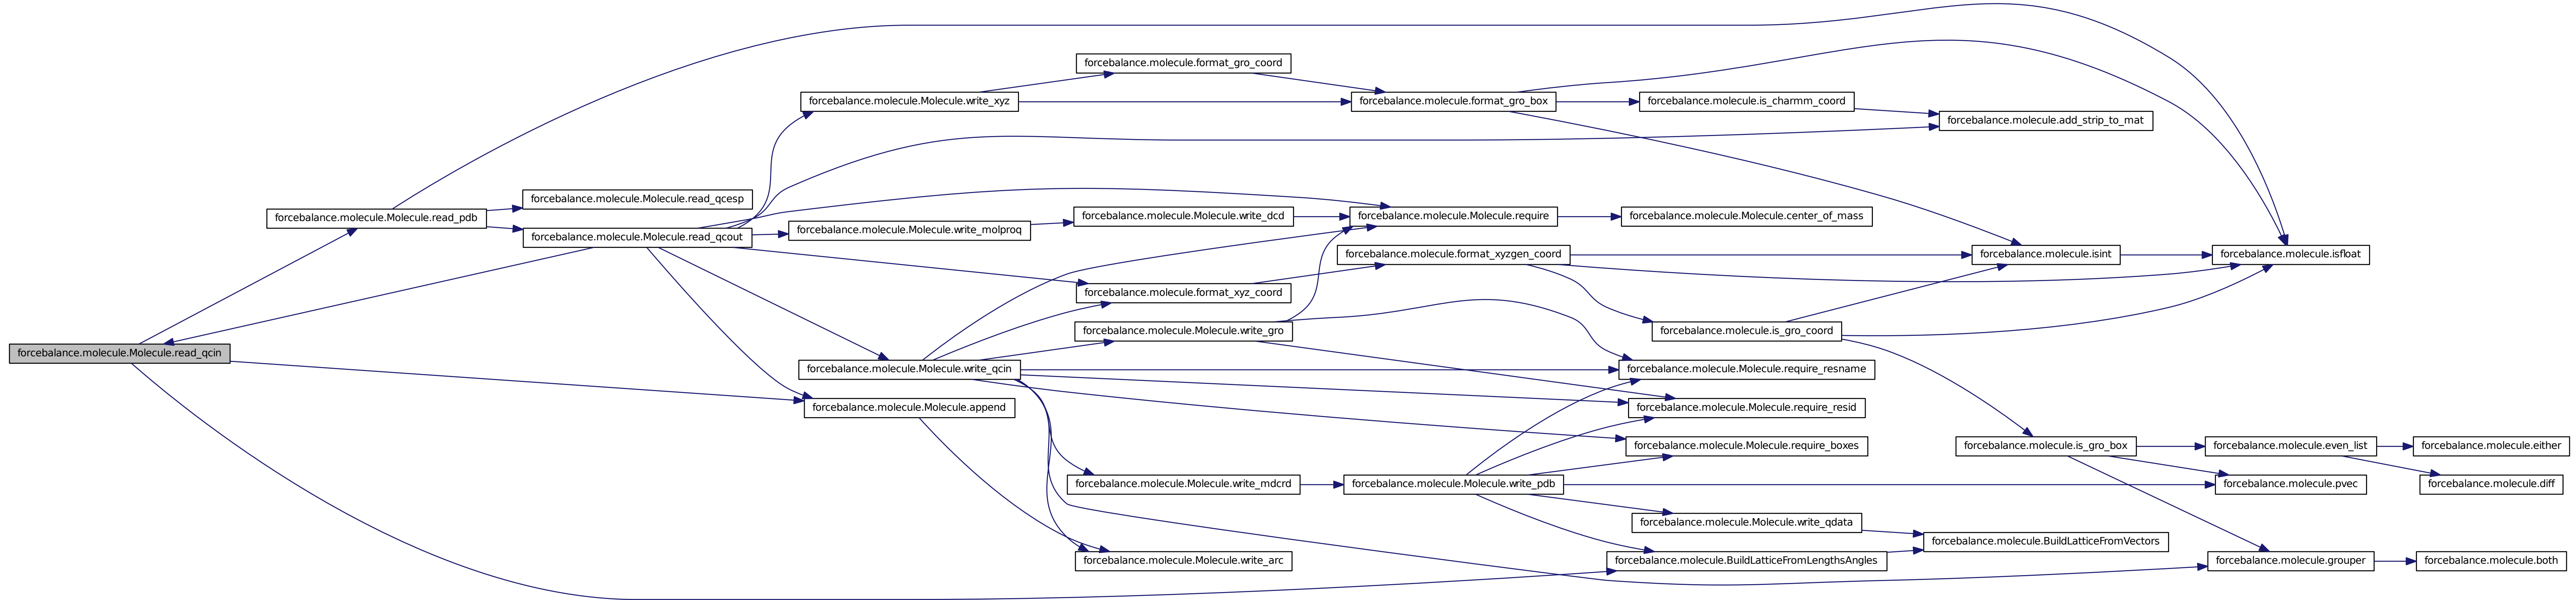 forcebalance.molecule.Molecule.read_qcin
forcebalance.molecule.Molecule.read_pdb
forcebalance.molecule.Molecule.read_qcesp
forcebalance.molecule.Molecule.read_qcout
forcebalance.molecule.Molecule.write_xyz
forcebalance.molecule.Molecule.write_molproq
forcebalance.molecule.Molecule.write_qcin
forcebalance.molecule.Molecule.append
forcebalance.molecule.format_gro_coord
forcebalance.molecule.Molecule.write_dcd
forcebalance.molecule.format_xyz_coord
forcebalance.molecule.Molecule.write_gro
forcebalance.molecule.Molecule.write_mdcrd
forcebalance.molecule.Molecule.write_arc
forcebalance.molecule.format_gro_box
forcebalance.molecule.Molecule.require
forcebalance.molecule.format_xyzgen_coord
forcebalance.molecule.Molecule.write_pdb
forcebalance.molecule.is_charmm_coord
forcebalance.molecule.Molecule.center_of_mass
forcebalance.molecule.is_gro_coord
forcebalance.molecule.Molecule.require_resname
forcebalance.molecule.Molecule.require_resid
forcebalance.molecule.Molecule.require_boxes
forcebalance.molecule.Molecule.write_qdata
forcebalance.molecule.BuildLatticeFromLengthsAngles
forcebalance.molecule.add_strip_to_mat
forcebalance.molecule.isint
forcebalance.molecule.is_gro_box
forcebalance.molecule.BuildLatticeFromVectors
forcebalance.molecule.isfloat
forcebalance.molecule.even_list
forcebalance.molecule.pvec
forcebalance.molecule.grouper
forcebalance.molecule.either
forcebalance.molecule.diff
forcebalance.molecule.both